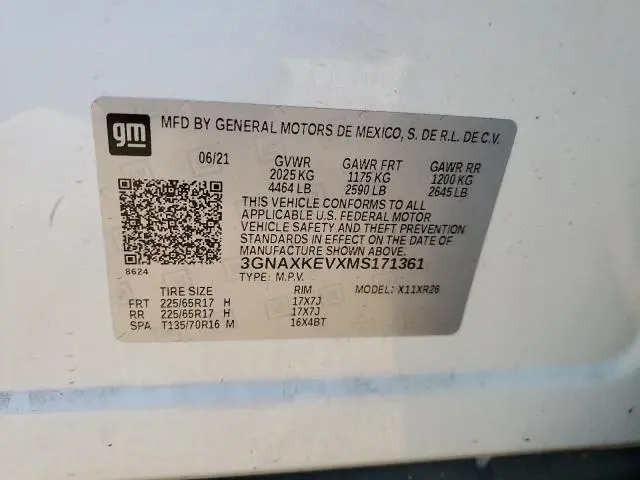 gm
MFD BY GENERAL MOTORS DE MEXICO, S. DE R.L. DE C.V.
06/21 GVWR GAWR FRT GAWR RR
2025 KG 1175 KG 1200 KG
4464 LB 2590 LB 2645 LB
THIS VEHICLE CONFORMS TO ALL
APPLICABLE U.S. FEDERAL MOTOR
VEHICLE SAFETY AND THEFT PREVENTION
STANDARDS IN EFFECT ON THE DATE OF
MANUFACTURE SHOWN ABOVE.
8624 3GNAXKEVXMS171361
TYPE: M.P.V. MODEL: X11XR26
TIRE SIZE RIM
FRT 225/65R17 H 17X7J
RR 225/65R17 H 17X7J
SPA T135/70R16 M 16X4BT